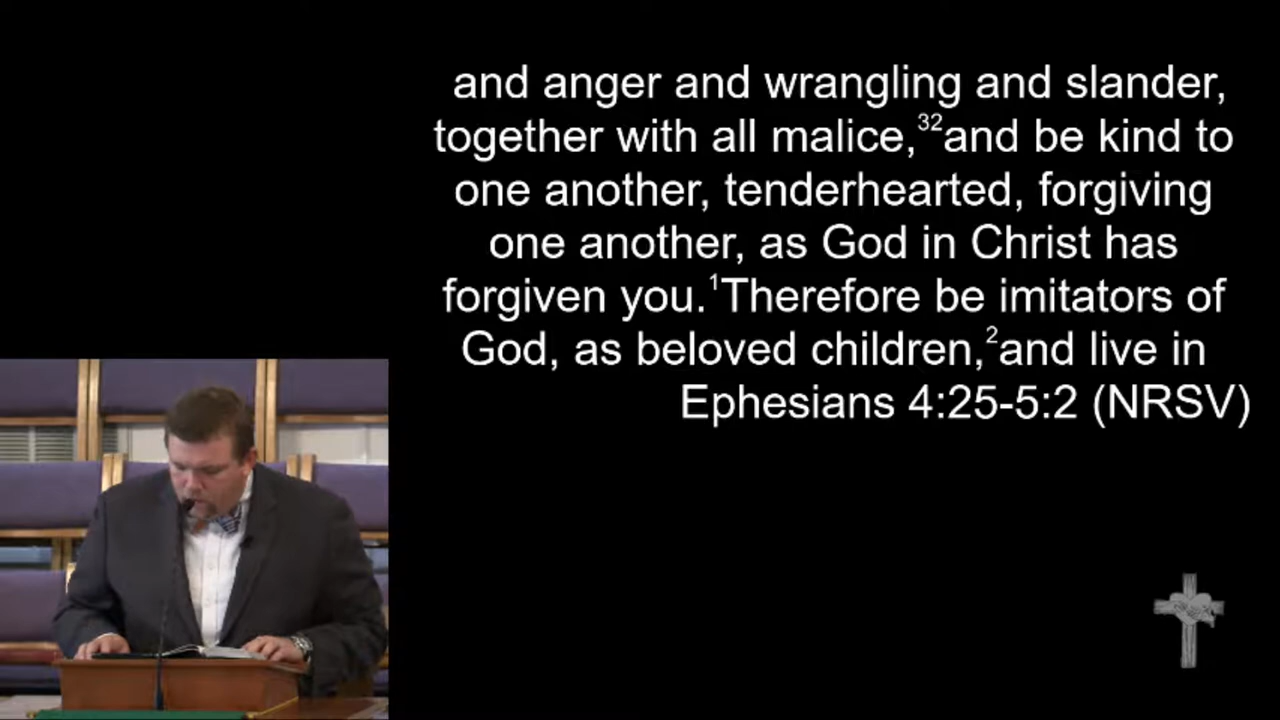 and anger and wrangling and slander,
together with all malice,³²and be kind to
one another, tenderhearted, forgiving
one another, as God in Christ has
forgiven you.¹Therefore be imitators of
God, as beloved children,²and live in
Ephesians 4:25-5:2 (NRSV)